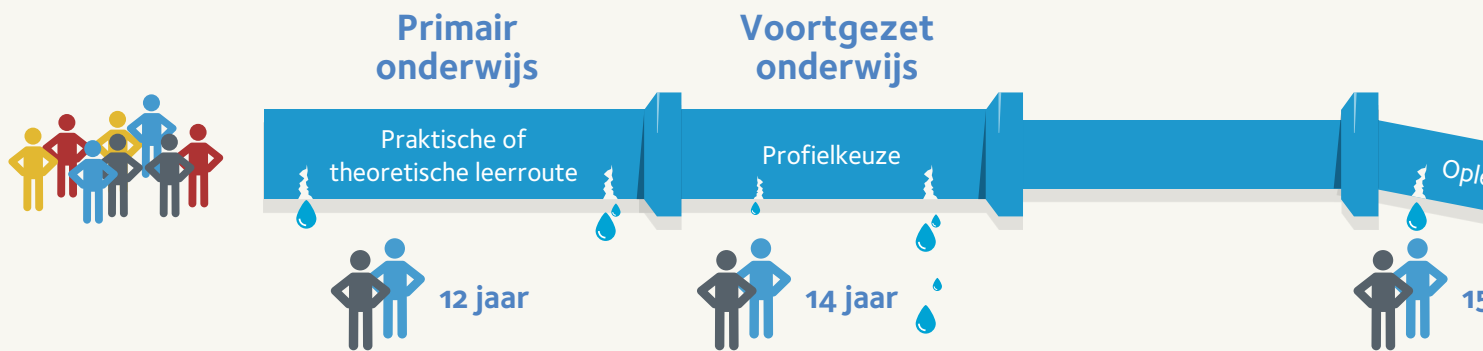 Primair
onderwijs
Voortgezet
onderwijs
Praktische of
theoretische leerroute
Profielkeuze
12 jaar
14 jaar